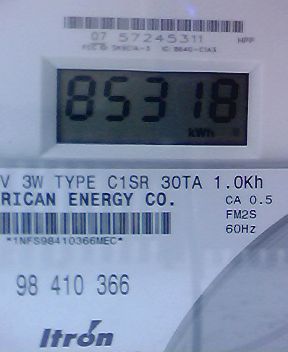 07 57245311
85318
kWh
V 3W TYPE C1SR 30TA 1.0Kh
RICAN ENERGY CO.
CA 0.5
FM2S
60Hz
*1NFS98410366MEC*
98 410 366
Itrón